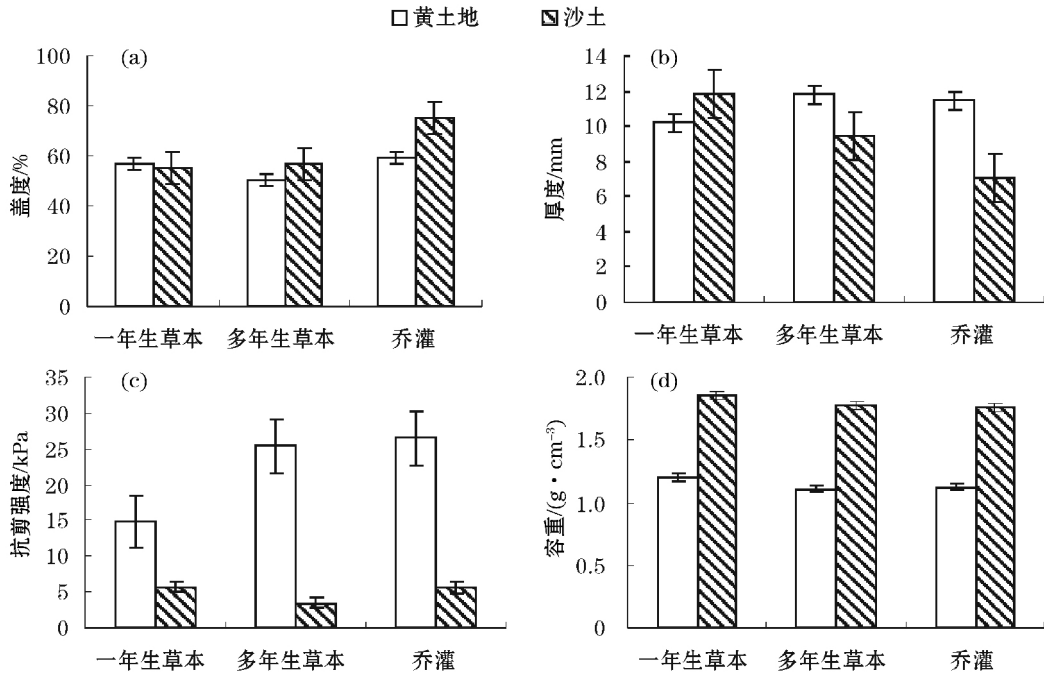 黄土地 沙土
(a)
100
80
60
40
20
0
盖度/%
一年生草本 多年生草本 乔灌
(b)
14
12
10
8
6
4
2
0
厚度/mm
一年生草本 多年生草本 乔灌
(c)
35
30
25
20
15
10
5
0
抗剪强度/kPa
一年生草本 多年生草本 乔灌
(d)
2.0
1.5
1.0
0.5
0
容重/(g·cm⁻³)
一年生草本 多年生草本 乔灌